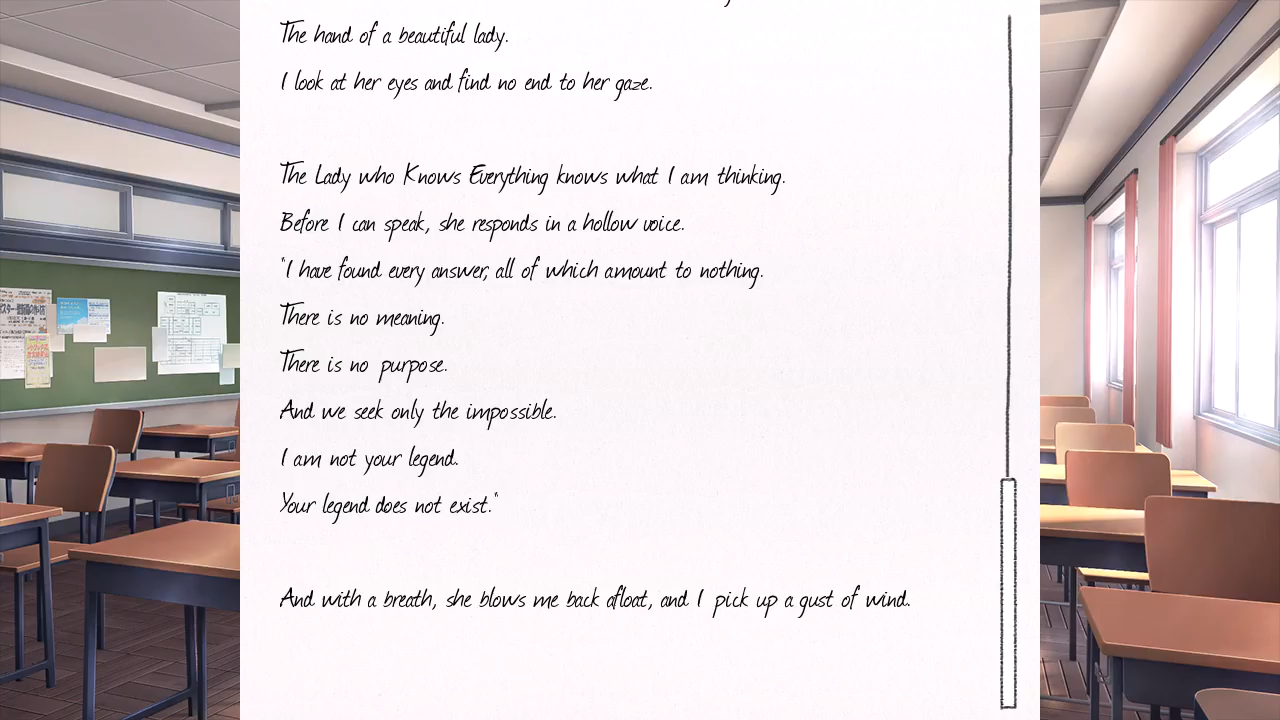 The hand of a beautiful lady.
I look at her eyes and find no end to her gaze.
The Lady who Knows Everything knows what I am thinking.
Before I can speak, she responds in a hollow voice.
"I have found every answer, all of which amount to nothing.
There is no meaning.
There is no purpose.
And we seek only the impossible.
I am not your legend.
Your legend does not exist."
And with a breath, she blows me back afloat, and I pick up a gust of wind.